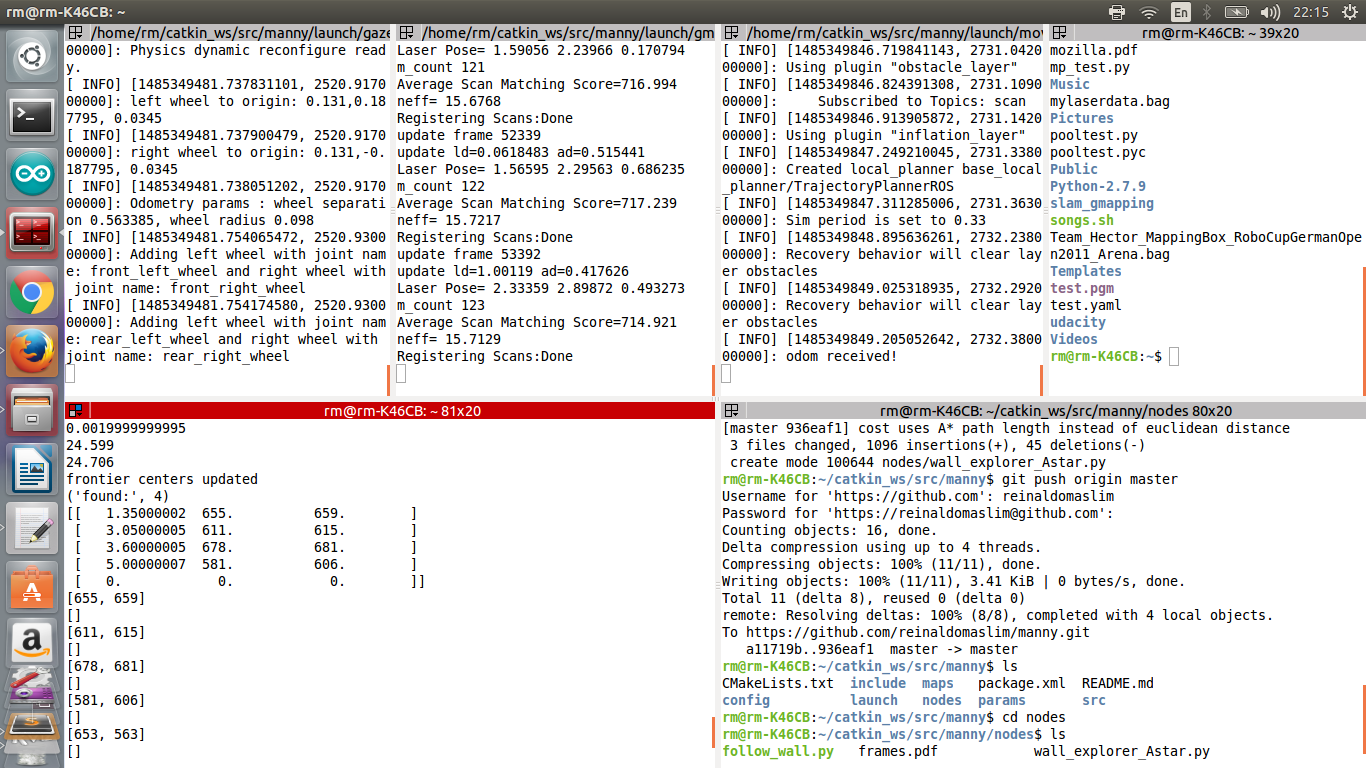 rm@rm-K46CB: ~
En
22:15
/home/rm/catkin_ws/src/manny/launch/gaze
00000]: Physics dynamic reconfigure read
y.
[ INFO] [1485349481.737831101, 2520.9170
00000]: left wheel to origin: 0.131,0.18
7795, 0.0345
[ INFO] [1485349481.737900479, 2520.9170
00000]: right wheel to origin: 0.131,-0.
187795, 0.0345
[ INFO] [1485349481.738051202, 2520.9170
00000]: Odometry params : wheel separati
on 0.563385, wheel radius 0.098
[ INFO] [1485349481.754065472, 2520.9300
00000]: Adding left wheel with joint nam
e: front_left_wheel and right wheel with
 joint name: front_right_wheel
[ INFO] [1485349481.754174580, 2520.9300
00000]: Adding left wheel with joint nam
e: rear_left_wheel and right wheel with
joint name: rear_right_wheel
/home/rm/catkin_ws/src/manny/launch/gm
Laser Pose= 1.59056 2.23966 0.170794
m_count 121
Average Scan Matching Score=716.994
neff= 15.6768
Registering Scans:Done
update frame 52339
update ld=0.0618483 ad=0.515441
Laser Pose= 1.56595 2.29563 0.686235
m_count 122
Average Scan Matching Score=717.239
neff= 15.7217
Registering Scans:Done
update frame 53392
update ld=1.00119 ad=0.417626
Laser Pose= 2.33359 2.89872 0.493273
m_count 123
Average Scan Matching Score=714.921
neff= 15.7129
Registering Scans:Done
/home/rm/catkin_ws/src/manny/launch/mov
[ INFO] [1485349846.719841143, 2731.0420
00000]: Using plugin "obstacle_layer"
[ INFO] [1485349846.824391308, 2731.1090
00000]:     Subscribed to Topics: scan
[ INFO] [1485349846.913905872, 2731.1420
00000]: Using plugin "inflation_layer"
[ INFO] [1485349847.249210045, 2731.3380
00000]: Created local_planner base_local
_planner/TrajectoryPlannerROS
[ INFO] [1485349847.311285006, 2731.3630
00000]: Sim period is set to 0.33
[ INFO] [1485349848.895636261, 2732.2380
00000]: Recovery behavior will clear lay
er obstacles
[ INFO] [1485349849.025318935, 2732.2920
00000]: Recovery behavior will clear lay
er obstacles
[ INFO] [1485349849.205052642, 2732.3800
00000]: odom received!
rm@rm-K46CB: ~ 39x20
mozilla.pdf
mp_test.py
Music
mylaserdata.bag
Pictures
pooltest.py
pooltest.pyc
Public
Python-2.7.9
slam_gmapping
songs.sh
Team_Hector_MappingBox_RoboCupGermanOpe
n2011_Arena.bag
Templates
test.pgm
test.yaml
udacity
Videos
rm@rm-K46CB:~$
rm@rm-K46CB: ~ 81x20
0.0019999999995
24.599
24.706
frontier centers updated
('found:', 4)
[[   1.35000002  655.          659.        ]
 [   3.05000005  611.          615.        ]
 [   3.60000005  678.          681.        ]
 [   5.00000007  581.          606.        ]
 [   0.            0.            0.        ]]
[655, 659]
[]
[611, 615]
[]
[678, 681]
[]
[581, 606]
[]
[653, 563]
[]
rm@rm-K46CB: ~/catkin_ws/src/manny/nodes 80x20
[master 936eaf1] cost uses A* path length instead of euclidean distance
 3 files changed, 1096 insertions(+), 45 deletions(-)
 create mode 100644 nodes/wall_explorer_Astar.py
rm@rm-K46CB:~/catkin_ws/src/manny$ git push origin master
Username for 'https://github.com': reinaldomaslim
Password for 'https://reinaldomaslim@github.com':
Counting objects: 16, done.
Delta compression using up to 4 threads.
Compressing objects: 100% (11/11), done.
Writing objects: 100% (11/11), 3.41 KiB | 0 bytes/s, done.
Total 11 (delta 8), reused 0 (delta 0)
remote: Resolving deltas: 100% (8/8), completed with 4 local objects.
To https://github.com/reinaldomaslim/manny.git
   a11719b..936eaf1  master -> master
rm@rm-K46CB:~/catkin_ws/src/manny$ ls
CMakeLists.txt  include  maps   package.xml  README.md
config          launch   nodes  params       src
rm@rm-K46CB:~/catkin_ws/src/manny$ cd nodes
rm@rm-K46CB:~/catkin_ws/src/manny/nodes$ ls
follow_wall.py   frames.pdf            wall_explorer_Astar.py